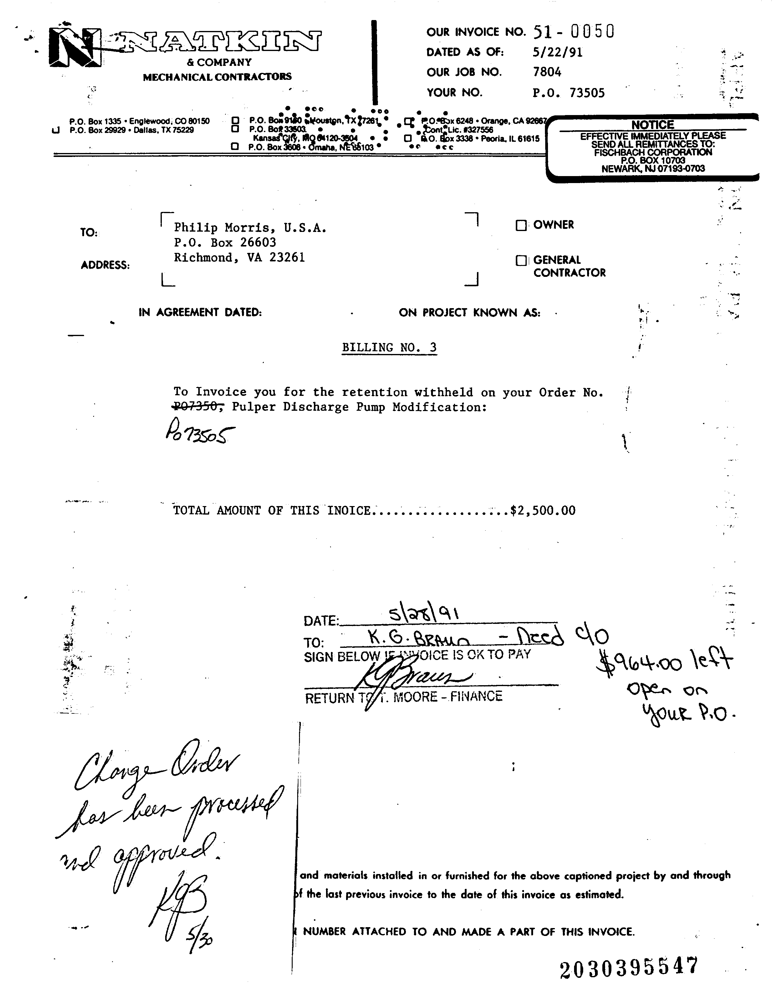 NATKIN
& COMPANY
MECHANICAL CONTRACTORS
OUR INVOICE NO. 51-0050
DATED AS OF: 5/22/91
OUR JOB NO. 7804
YOUR NO. P.O. 73505
P.O. Box 1335 • Englewood, CO 80150
P.O. Box 29929 • Dallas, TX 75229
P.O. Box 9180 • Houston, TX 77261
P.O. Box 33503
Kansas City, MO 64120-3504
P.O. Box 3608 • Omaha, NE 68103
P.O. Box 6248 • Orange, CA 92667
Cont. Lic. #327556
P.O. Box 3338 • Peoria, IL 61615
NOTICE
EFFECTIVE IMMEDIATELY PLEASE
SEND ALL REMITTANCES TO:
FISCHBACH CORPORATION
P.O. BOX 10703
NEWARK, NJ 07193-0703
TO: Philip Morris, U.S.A.
P.O. Box 26603
ADDRESS: Richmond, VA 23261
OWNER
GENERAL
CONTRACTOR
IN AGREEMENT DATED: ON PROJECT KNOWN AS:
BILLING NO. 3
To Invoice you for the retention withheld on your Order No.
PO7350, Pulper Discharge Pump Modification:
Po 73505
TOTAL AMOUNT OF THIS INOICE...................$2,500.00
DATE: 5/28/91
TO: K.G. BRAUN - Need c/o
SIGN BELOW IF INVOICE IS OK TO PAY
KGBraun
RETURN TO T. MOORE - FINANCE
$964.00 left
open on
YOUR P.O.
Change Order
has been processed
and approved.
KGB
5/30
and materials installed in or furnished for the above captioned project by and through
of the last previous invoice to the date of this invoice as estimated.
NUMBER ATTACHED TO AND MADE A PART OF THIS INVOICE.
2030395547